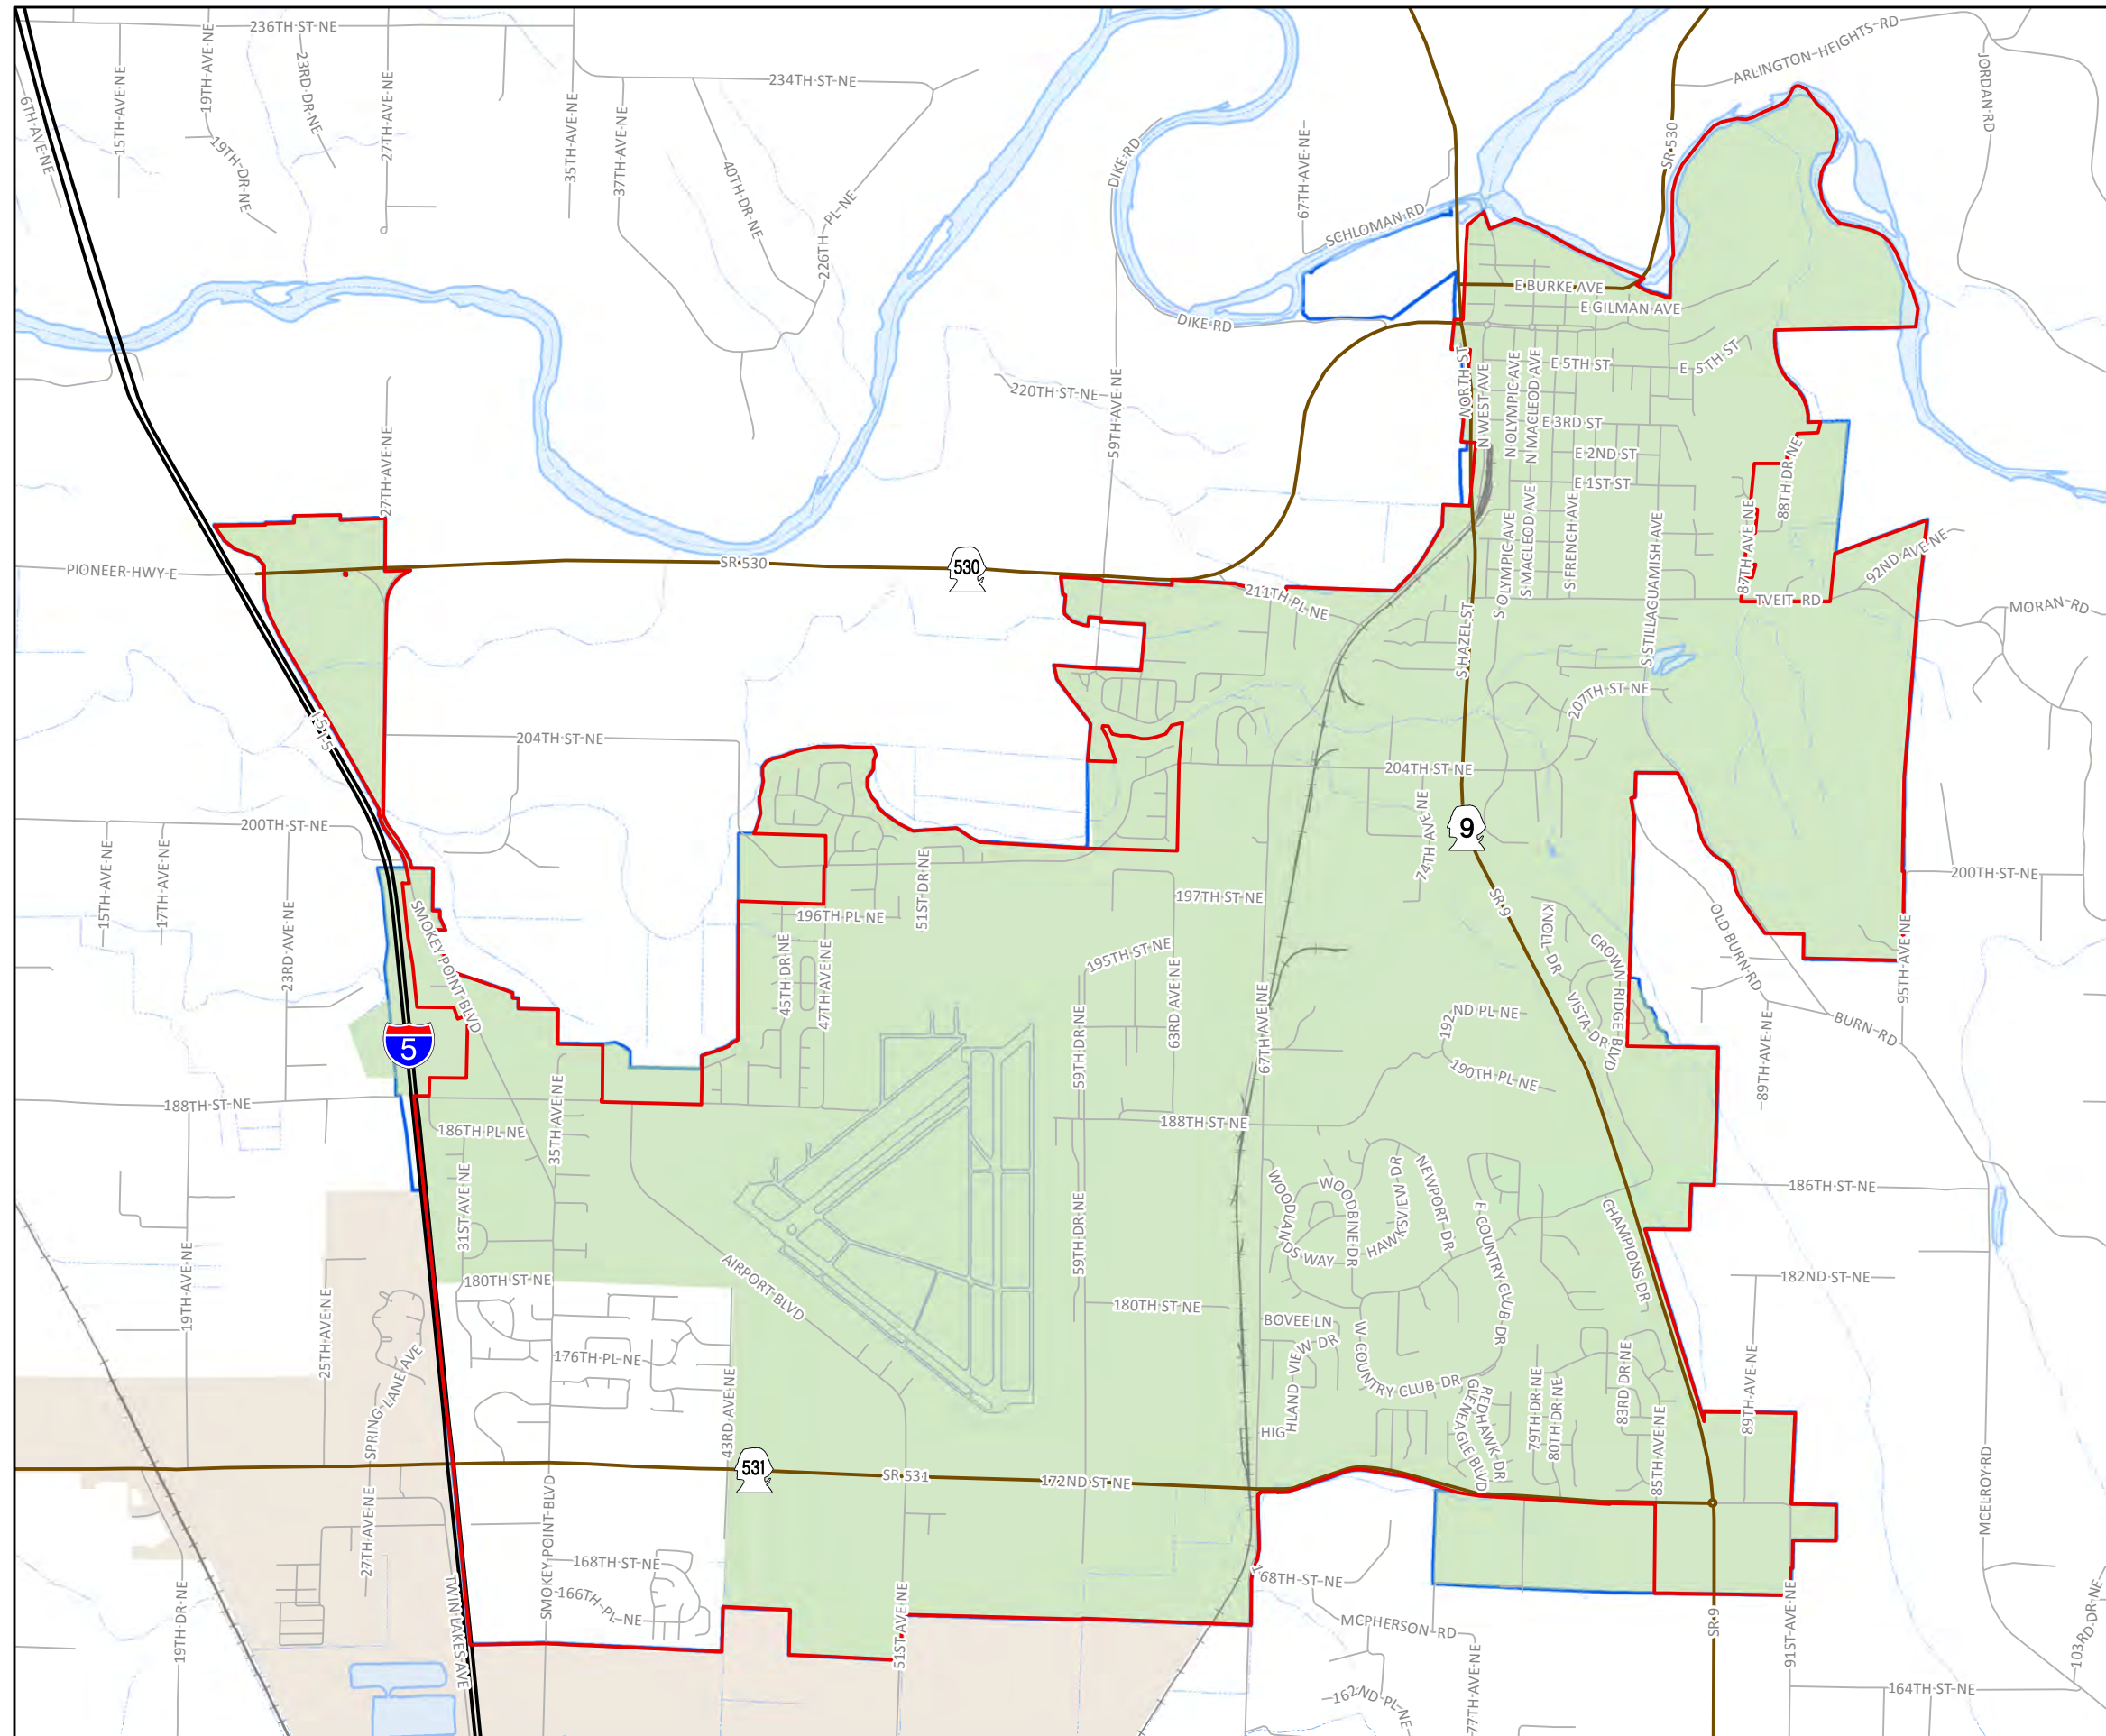 236TH ST NE
6TH AVE NE
15TH AVE NE
19TH AVE NE
23RD DR NE
19TH DR NE
27TH AVE NE
35TH AVE NE
37TH AVE NE
234TH ST NE
40TH DR NE
226TH PL NE
DIKE RD
67TH AVE NE
SCHLOMAN RD
DIKE RD
SR 530
ARLINGTON HEIGHTS RD
JORDAN RD
E BURKE AVE
E GILMAN AVE
220TH ST NE
59TH AVE NE
NORTH ST
N WEST AVE
N OLYMPIC AVE
N MACLEOD AVE
E 5TH ST
E 5TH ST
E 3RD ST
E 2ND ST
E 1ST ST
88TH DR NE
87TH AVE NE
27TH AVE NE
PIONEER HWY E
SR 530
530
211TH PL NE
S OLYMPIC AVE
S MACLEOD AVE
S FRENCH AVE
S STILLAGUAMISH AVE
TVEIT RD
92ND AVE NE
MORAN RD
S HAZEL ST
207TH ST NE
I-5
I-5
204TH ST NE
204TH ST NE
200TH ST NE
9
74TH AVE NE
15TH AVE NE
17TH AVE NE
23RD AVE NE
SMOKEY POINT BLVD
51ST DR NE
196TH PL NE
197TH ST NE
SR 9
200TH ST NE
KNOLL DR
CROWN RIDGE BLVD
VISTA DR
OLD BURN RD
95TH AVE NE
45TH DR NE
47TH AVE NE
195TH ST NE
59TH DR NE
63RD AVE NE
67TH AVE NE
192ND PL NE
190TH PL NE
89TH AVE NE
BURN RD
5
188TH ST NE
186TH PL NE
35TH AVE NE
188TH ST NE
31ST AVE NE
19TH AVE NE
25TH AVE NE
180TH ST NE
AIRPORT BLVD
59TH DR NE
180TH ST NE
WOODLANDS WAY
WOODBINE DR
HAWKSVIEW DR
NEWPORT DR
E COUNTRY CLUB DR
CHAMPIONS DR
186TH ST NE
182ND ST NE
BOVEE LN
HIGHLAND VIEW DR
W COUNTRY CLUB DR
GLENEAGLE BLVD
REDHAWK DR
79TH DR NE
80TH DR NE
83RD DR NE
85TH AVE NE
89TH AVE NE
SPRING LANE AVE
176TH PL NE
43RD AVE NE
531
SR 531
172ND ST NE
MCELROY RD
27TH AVE NE
SMOKEY POINT BLVD
168TH ST NE
166TH PL NE
TWIN LAKES AVE
19TH DR NE
51ST AVE NE
168TH ST NE
MCPHERSON RD
77TH AVE NE
162ND PL NE
SR 9
91ST AVE NE
164TH ST NE
103RD DR NE